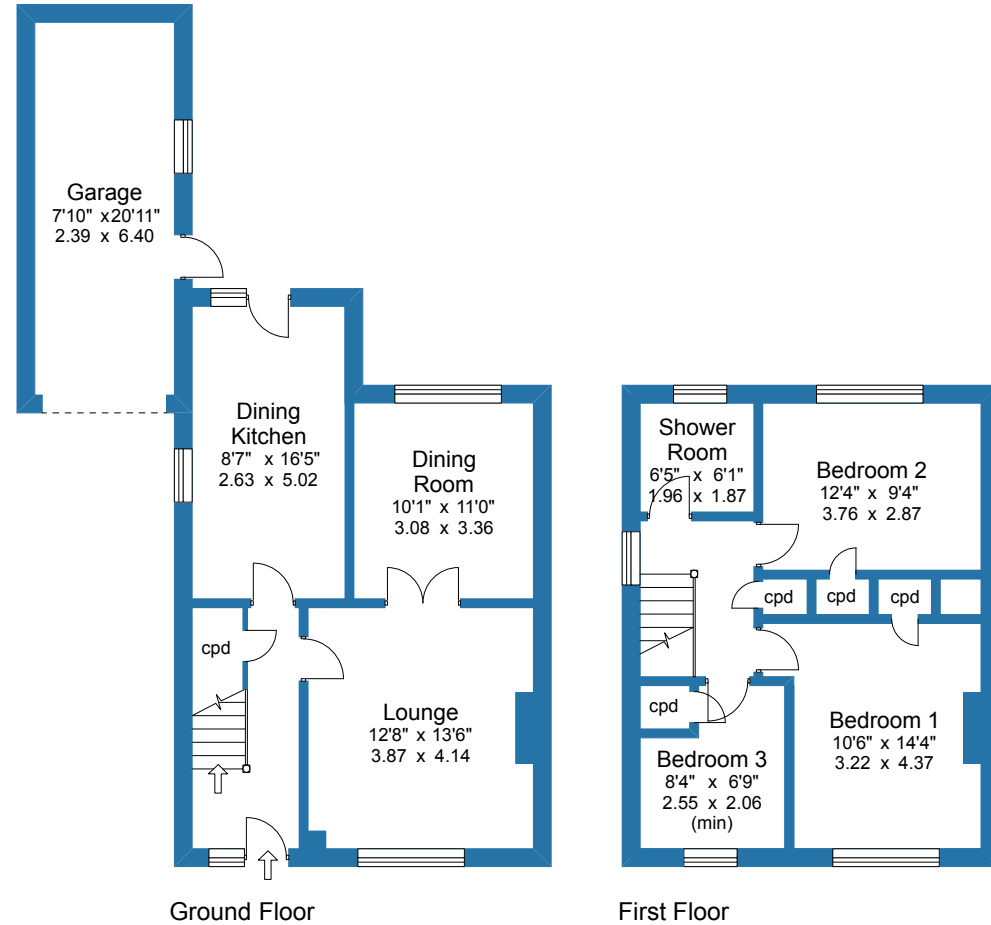 Garage
7'10" x20'11"
2.39 x 6.40
Dining
Kitchen
8'7" x 16'5"
2.63 x 5.02
Dining
Room
10'1" x 11'0"
3.08 x 3.36
cpd
Lounge
12'8" x 13'6"
3.87 x 4.14
Ground Floor
Shower
Room
6'5" x 6'1"
1.96 x 1.87
Bedroom 2
12'4" x 9'4"
3.76 x 2.87
cpd
cpd
cpd
cpd
Bedroom 1
10'6" x 14'4"
3.22 x 4.37
Bedroom 3
8'4" x 6'9"
2.55 x 2.06
(min)
First Floor